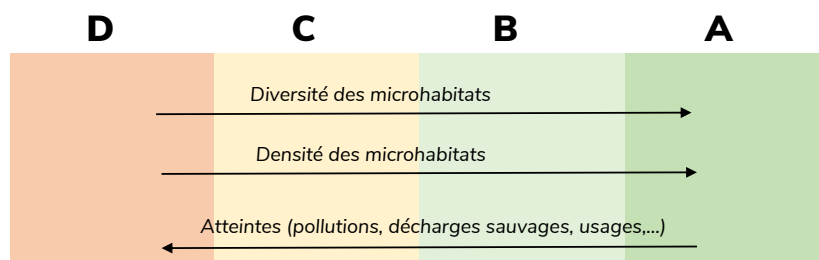 D C B A
Diversité des microhabitats
Densité des microhabitats
Atteintes (pollutions, décharges sauvages, usages,...)